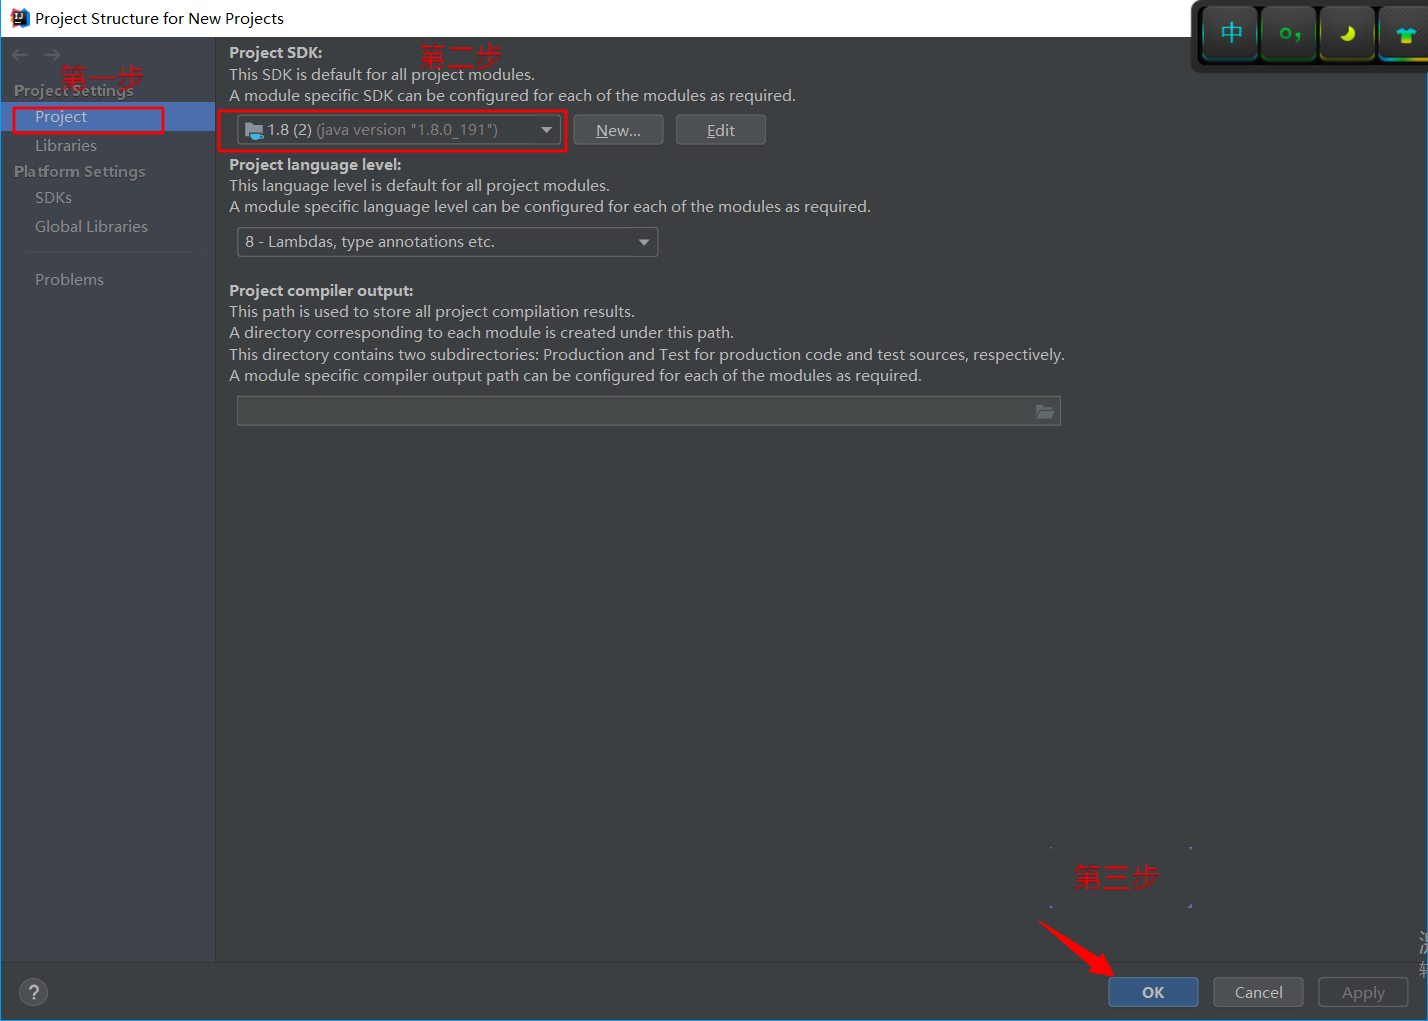 Project Structure for New Projects
中
第一步
Project Settings
Project
Libraries
Platform Settings
SDKs
Global Libraries
Problems
第二步
Project SDK:
This SDK is default for all project modules.
A module specific SDK can be configured for each of the modules as required.
1.8 (2) (java version "1.8.0_191")
New...
Edit
Project language level:
This language level is default for all project modules.
A module specific language level can be configured for each of the modules as required.
8 - Lambdas, type annotations etc.
Project compiler output:
This path is used to store all project compilation results.
A directory corresponding to each module is created under this path.
This directory contains two subdirectories: Production and Test for production code and test sources, respectively.
A module specific compiler output path can be configured for each of the modules as required.
第三步
?
OK
Cancel
Apply